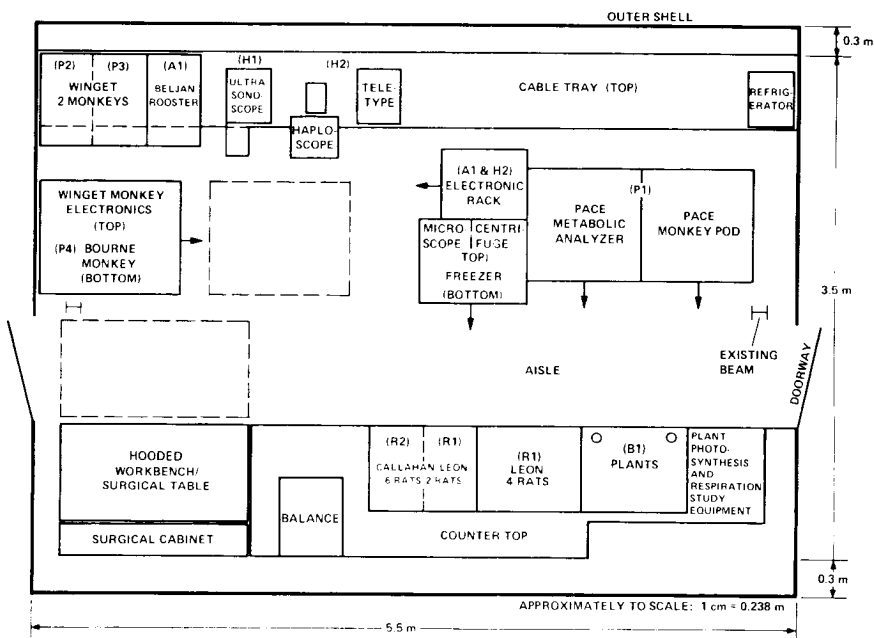 OUTER SHELL
0.3 m
(P2) (P3) (A1) (H1) (H2)
WINGET
2 MONKEYS
BELJAN
ROOSTER
ULTRA
SONO-
SCOPE
HAPLO-
SCOPE
TELE-
TYPE
CABLE TRAY (TOP)
REFRIG-
ERATOR
WINGET MONKEY
ELECTRONICS
(TOP)
(P4) BOURNE
MONKEY
(BOTTOM)
(A1 & H2)
ELECTRONIC
RACK
MICRO-
SCOPE
CENTRI-
FUGE
TOP)
FREEZER
(BOTTOM)
(P1)
PACE
METABOLIC
ANALYZER
PACE
MONKEY POD
3.5 m
EXISTING
BEAM
AISLE
DOORWAY
HOODED
WORKBENCH/
SURGICAL TABLE
SURGICAL CABINET
BALANCE
(R2) (R1)
CALLAHAN LEON
6 RATS 2 RATS
(R1)
LEON
4 RATS
(B1)
PLANTS
PLANT
PHOTO-
SYNTHESIS
AND
RESPIRATION
STUDY
EQUIPMENT
COUNTER TOP
0.3 m
APPROXIMATELY TO SCALE: 1 cm = 0.238 m
5.5 m